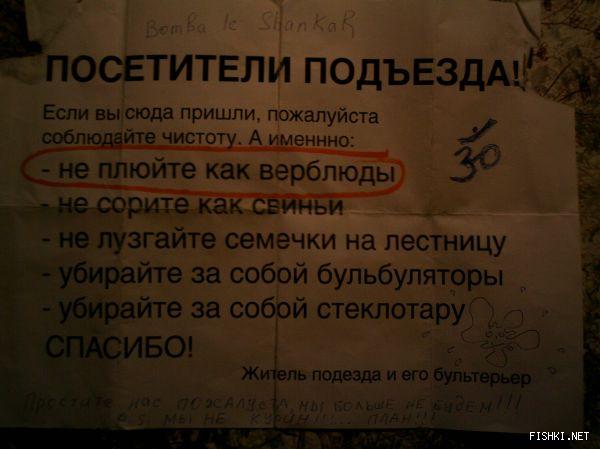 Bomba le ShanKaR
ПОСЕТИТЕЛИ ПОДЪЕЗДА!
Если вы сюда пришли, пожалуйста
соблюдайте чистоту. А именнно:
- не плюйте как верблюды
- не сорите как свиньи
- не лузгайте семечки на лестницу
- убирайте за собой бульбуляторы
- убирайте за собой стеклотару
СПАСИБО!
Житель подезда и его бультерьер
Простите нас ПОЖАЛУСТА, мы больше не будем!!!
P.S. МЫ НЕ КУРИМ!!!... ПЛАН!!!
FISHKI.NET